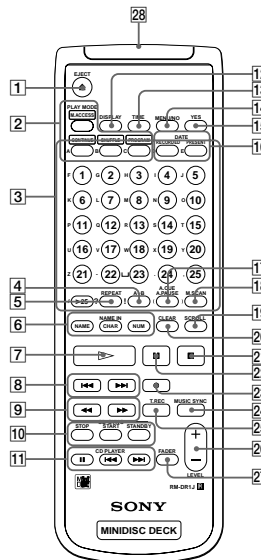 28
EJECT
1
PLAY MODE
M.ACCESS
2
DISPLAY TIME MENU/NO YES
DATE
CONTINUE SHUFFLE PROGRAM RECORDED PRESENT
A B C D E
3
F 1 G 2 H 3 I 4 J 5
K 6 L 7 M 8 N 9 O 10
P 11 Q 12 R 13 S 14 T 15
U 16 V 17 W 18 X 19 Y 20
Z 21 - 22 23 , 24 . 25
REPEAT A.CUE
A.PAUSE M.SCAN
/ >25 ? ! A B
4
5
NAME IN CLEAR SCROLL
6
NAME CHAR NUM
7
8
T.REC MUSIC SYNC
9
STOP START STANDBY
10
CD PLAYER FADER
11
+
−
LEVEL
RM-DR1J R
SONY
MINIDISC DECK